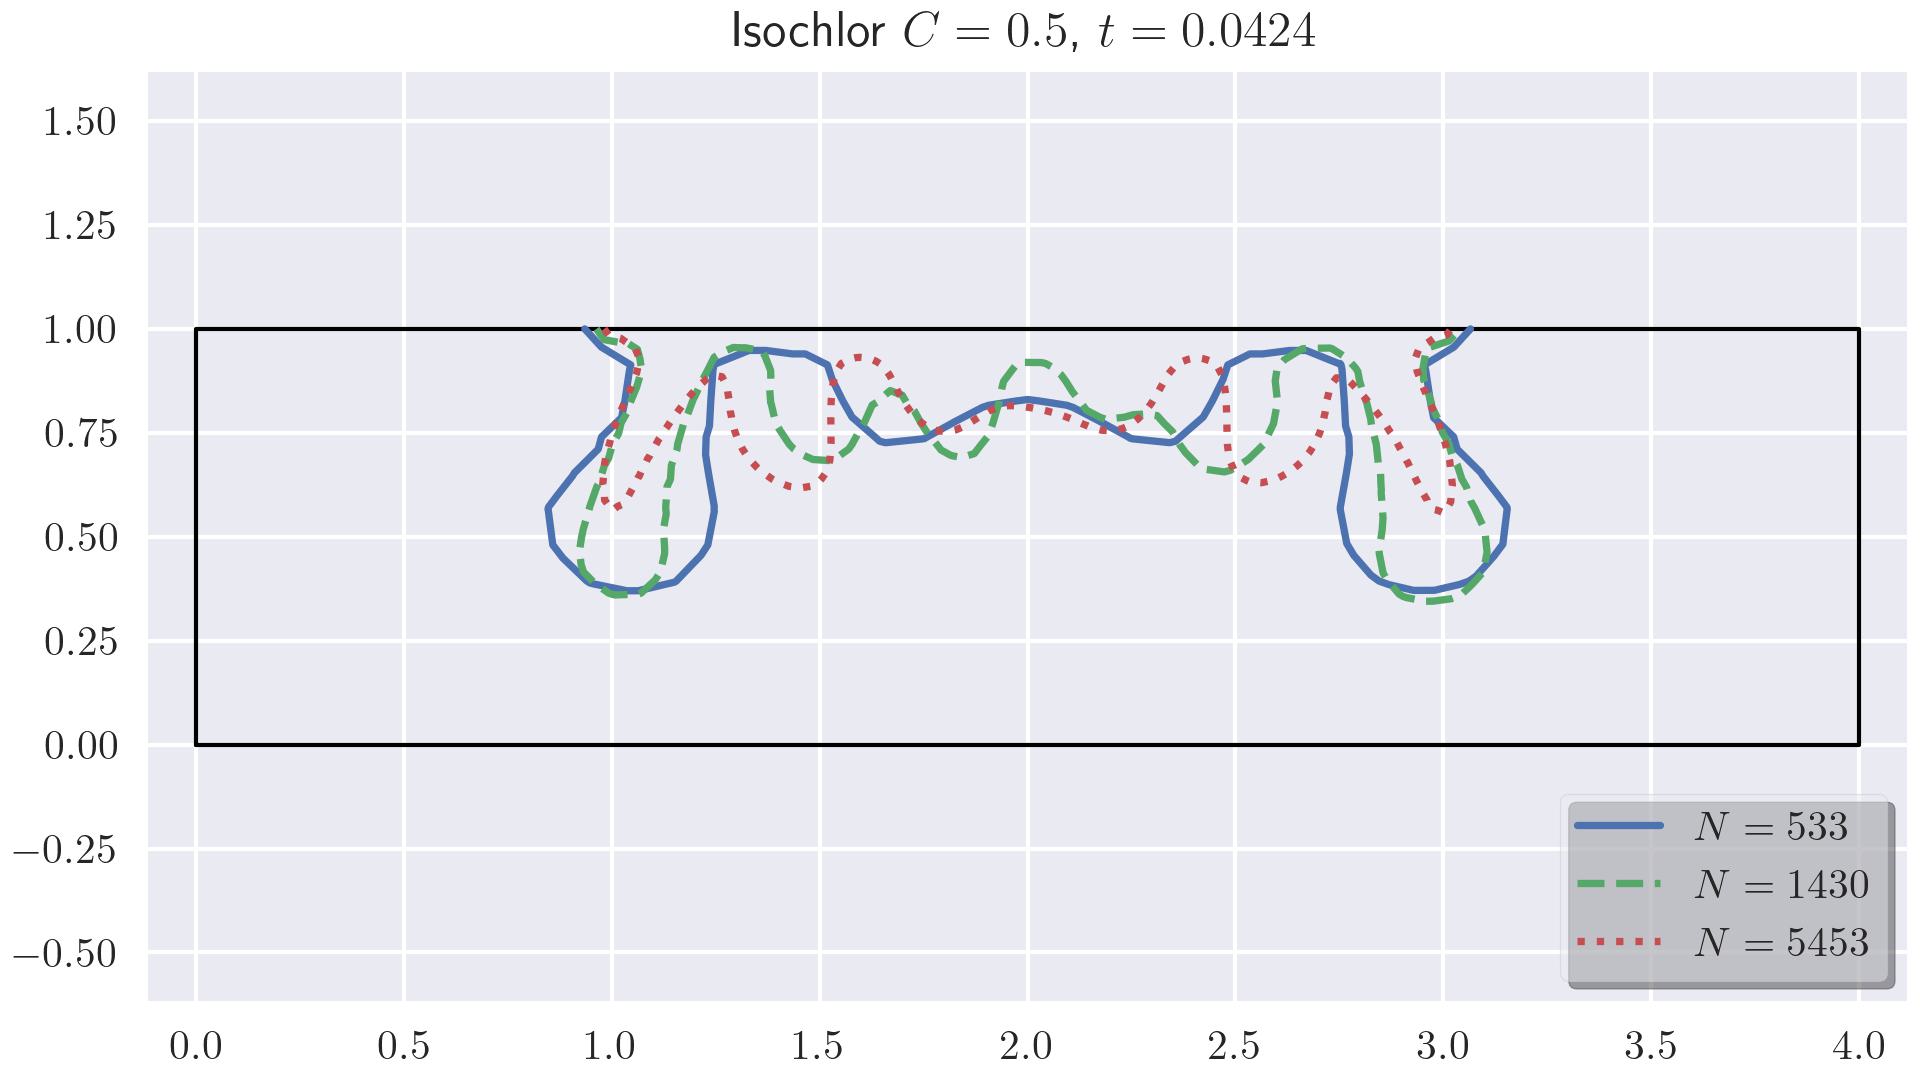 Isochlor C = 0.5, t = 0.0424
1.50
1.25
1.00
0.75
0.50
0.25
0.00
−0.25
−0.50
0.0 0.5 1.0 1.5 2.0 2.5 3.0 3.5 4.0
N = 533
N = 1430
N = 5453